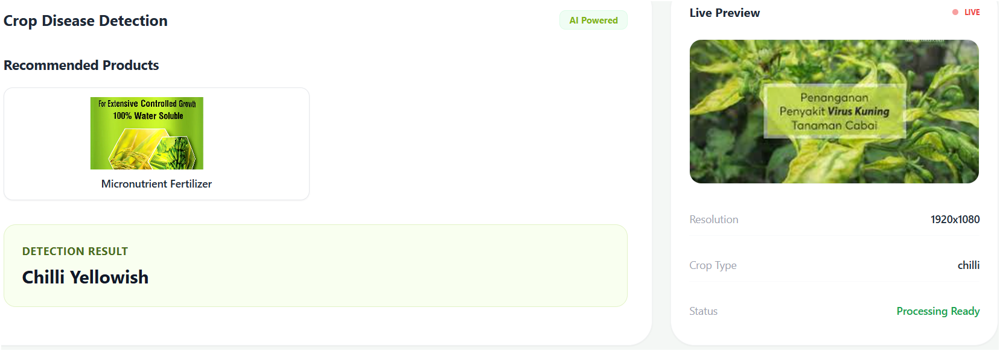 Crop Disease Detection
AI Powered
Recommended Products
For Extensive Controlled Growth
100% Water Soluble
Micronutrient Fertilizer
DETECTION RESULT
Chilli Yellowish
Live Preview
LIVE
Penanganan
Penyakit Virus Kuning
Tanaman Cabai
Resolution 1920x1080
Crop Type chilli
Status Processing Ready